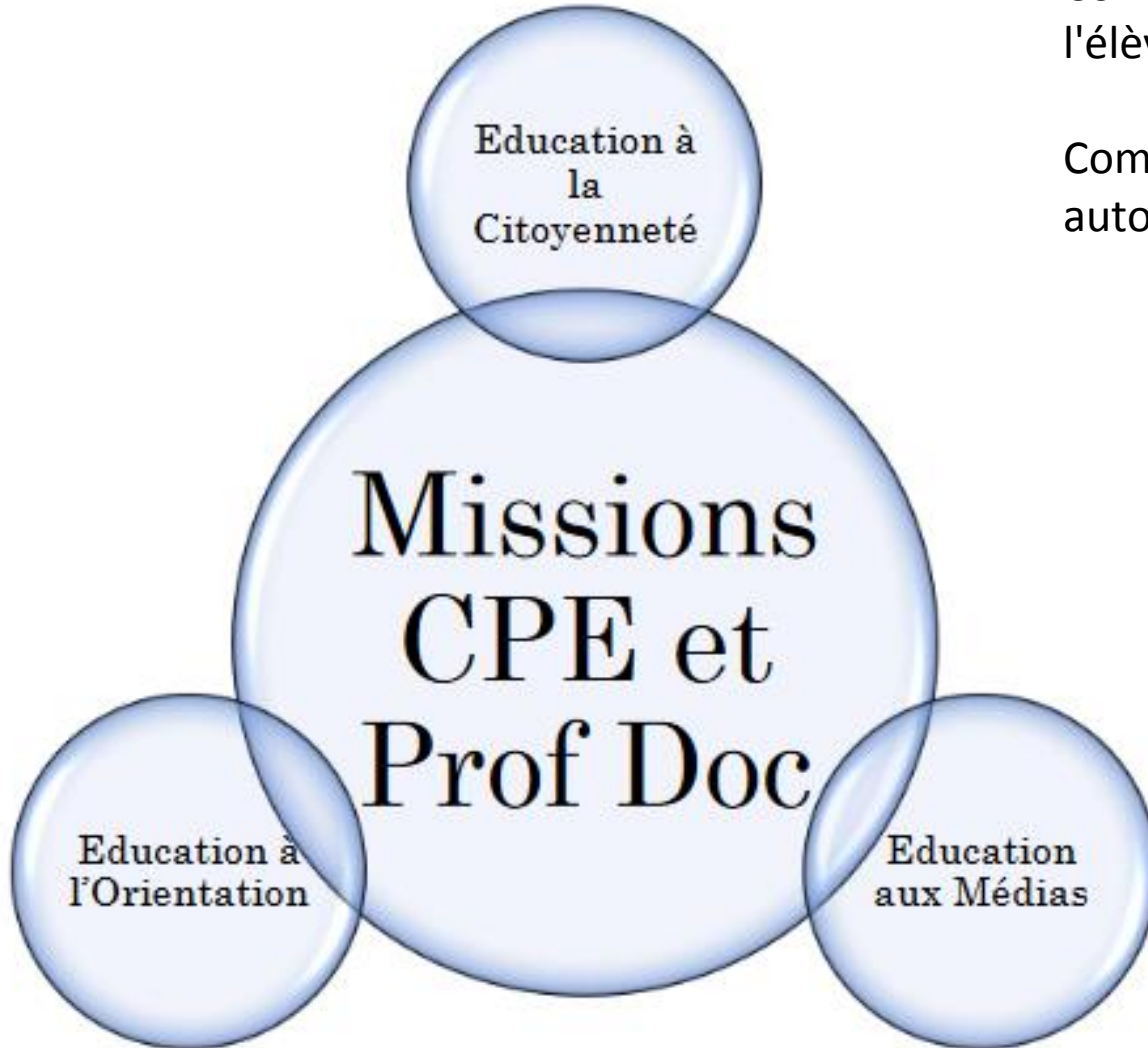 l'élèv
Com
auto
Education à
la
Citoyenneté
Missions
CPE et
Prof Doc
Education à
l'Orientation
Education
aux Médias